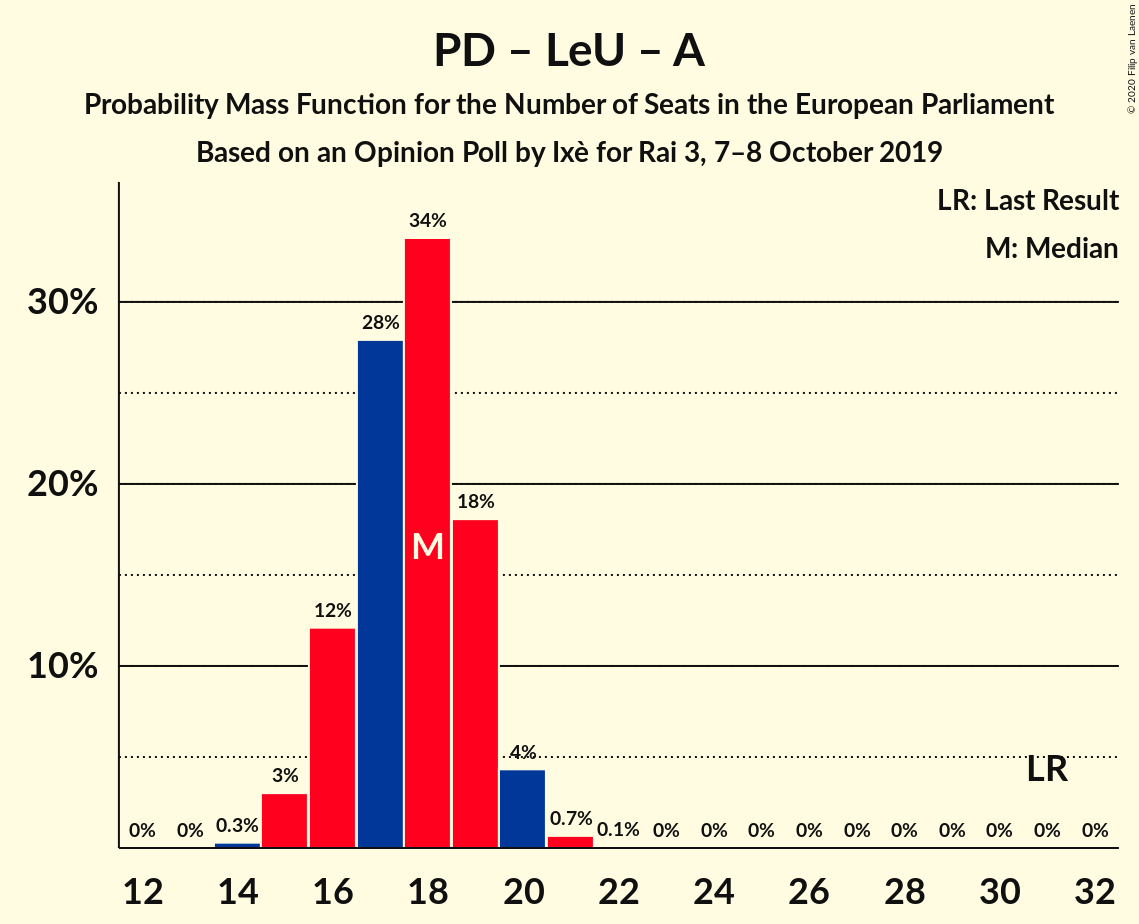 PD – LeU – A
Probability Mass Function for the Number of Seats in the European Parliament
Based on an Opinion Poll by Ixè for Rai 3, 7–8 October 2019
© 2020 Filip van Laenen
LR: Last Result
M: Median
34%
30%
28%
20%
18%
M
12%
10%
4%
LR
3%
0% 0% 0.3% 0.7% 0.1% 0% 0% 0% 0% 0% 0% 0% 0% 0% 0%
12 14 16 18 20 22 24 26 28 30 32